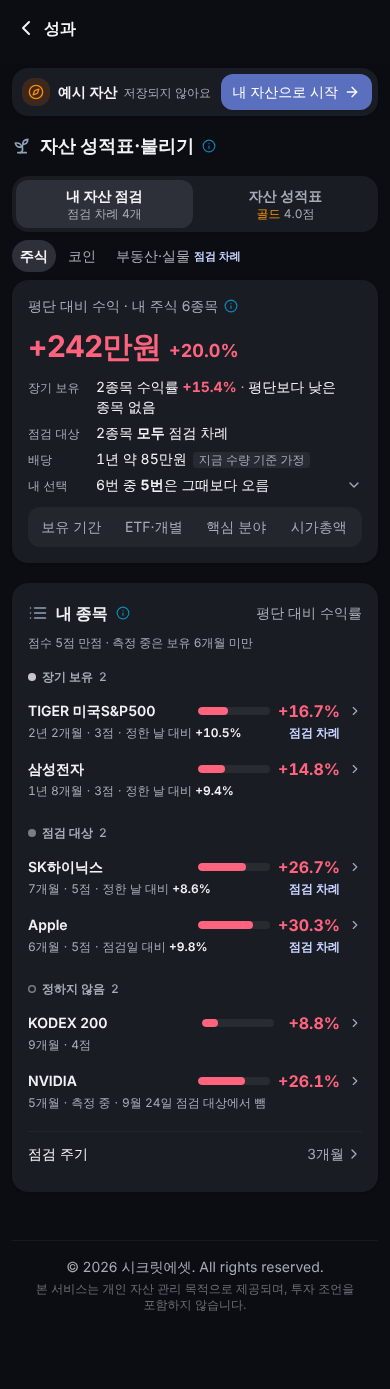 성과
예시 자산 저장되지 않아요 내 자산으로 시작 →
자산 성적표·불리기
내 자산 점검
점검 차례 4개
자산 성적표
골드 4.0점
주식 코인 부동산·실물 점검 차례
평단 대비 수익 · 내 주식 6종목
+242만원 +20.0%
장기 보유 2종목 수익률 +15.4% · 평단보다 낮은
종목 없음
점검 대상 2종목 모두 점검 차례
배당 1년 약 85만원 지금 수량 기준 가정
내 선택 6번 중 5번은 그때보다 오름
보유 기간 ETF·개별 핵심 분야 시가총액
내 종목 평단 대비 수익률
점수 5점 만점 · 측정 중은 보유 6개월 미만
장기 보유 2
TIGER 미국S&P500 +16.7%
2년 2개월 · 3점 · 정한 날 대비 +10.5% 점검 차례
삼성전자 +14.8%
1년 8개월 · 3점 · 정한 날 대비 +9.4%
점검 대상 2
SK하이닉스 +26.7%
7개월 · 5점 · 정한 날 대비 +8.6% 점검 차례
Apple +30.3%
6개월 · 5점 · 점검일 대비 +9.8% 점검 차례
정하지 않음 2
KODEX 200 +8.8%
9개월 · 4점
NVIDIA +26.1%
5개월 · 측정 중 · 9월 24일 점검 대상에서 뺌
점검 주기 3개월
© 2026 시크릿에셋. All rights reserved.
본 서비스는 개인 자산 관리 목적으로 제공되며, 투자 조언을
포함하지 않습니다.